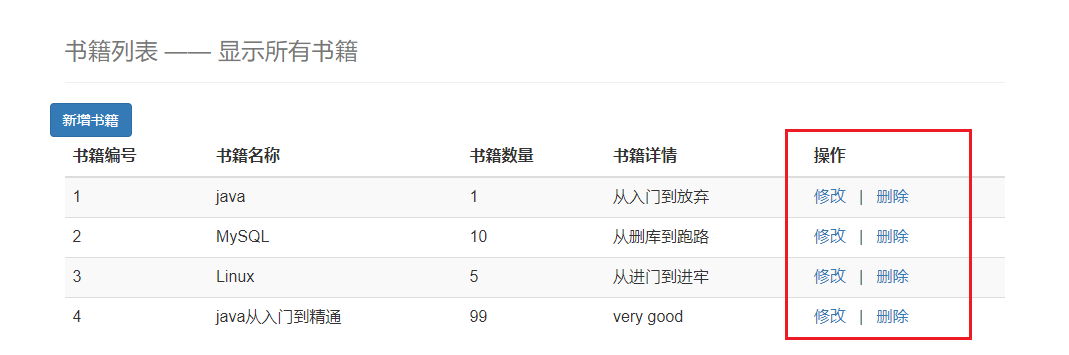 书籍列表 —— 显示所有书籍
新增书籍
书籍编号 书籍名称 书籍数量 书籍详情 操作
1 java 1 从入门到放弃 修改 | 删除
2 MySQL 10 从删库到跑路 修改 | 删除
3 Linux 5 从进门到进牢 修改 | 删除
4 java从入门到精通 99 very good 修改 | 删除